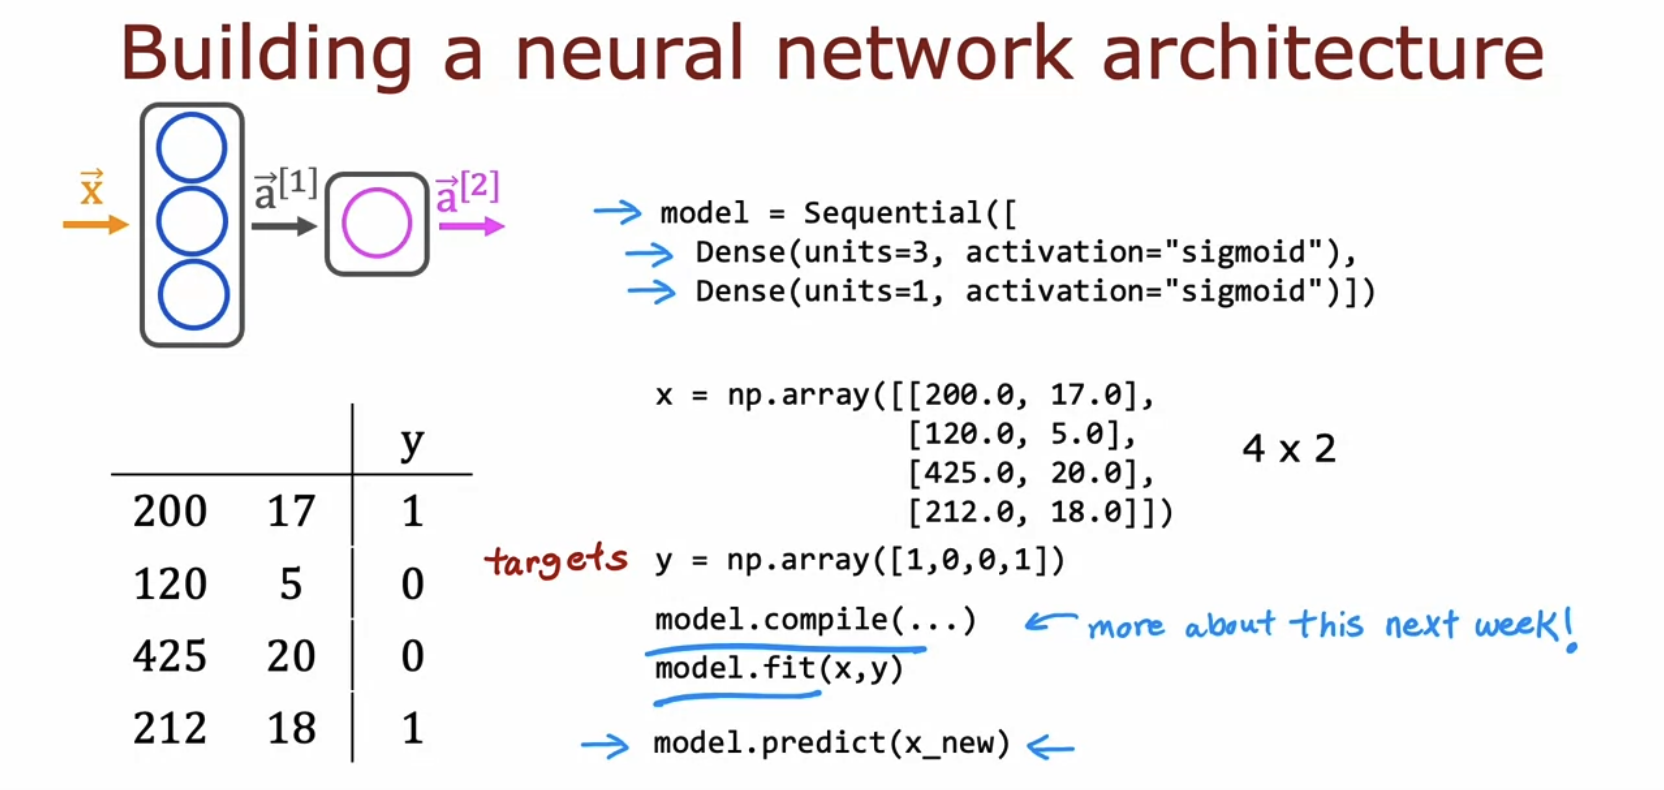 Building a neural network architecture
x⃗
a⃗[1]
a⃗[2]
model = Sequential([
Dense(units=3, activation="sigmoid"),
Dense(units=1, activation="sigmoid")])
x = np.array([[200.0, 17.0],
[120.0, 5.0],
[425.0, 20.0],
[212.0, 18.0]])
4 x 2
y
200 17 1
120 5 0
425 20 0
212 18 1
targets y = np.array([1,0,0,1])
model.compile(...) more about this next week!
model.fit(x,y)
model.predict(x_new)